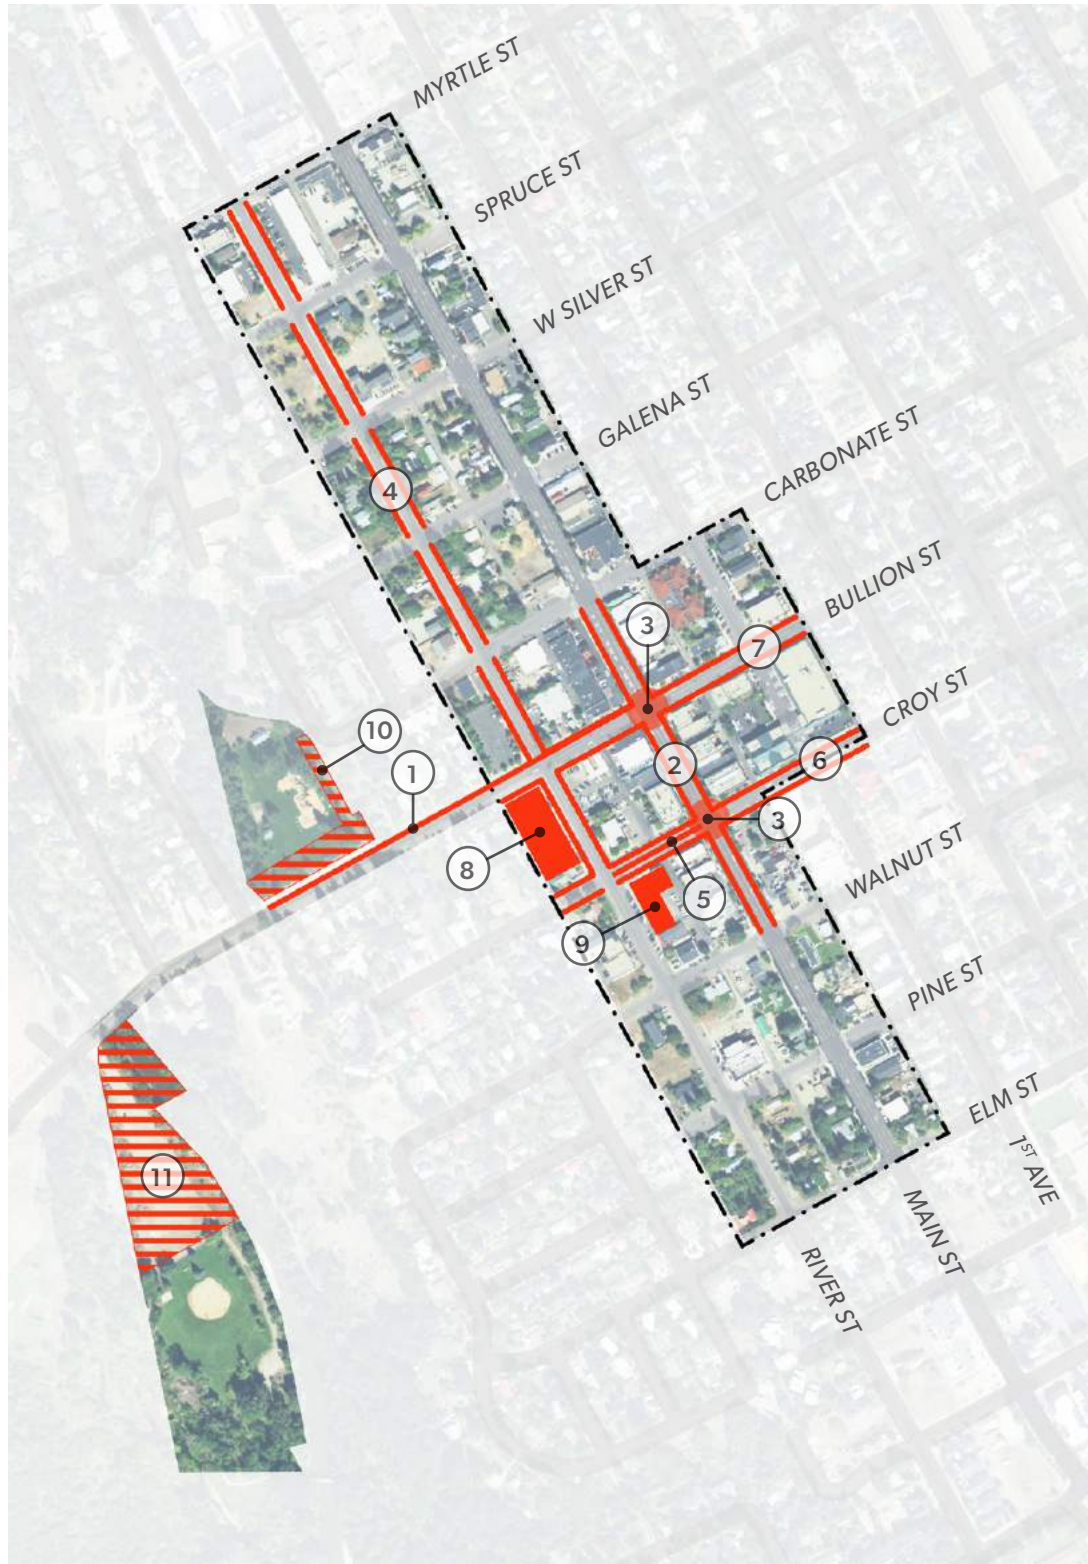 MYRTLE ST
SPRUCE ST
W SILVER ST
GALENA ST
CARBONATE ST
4
BULLION ST
3
7
CROY ST
10
1
2
6
3
8
WALNUT ST
5
9
PINE ST
ELM ST
1ST AVE
11
MAIN ST
RIVER ST